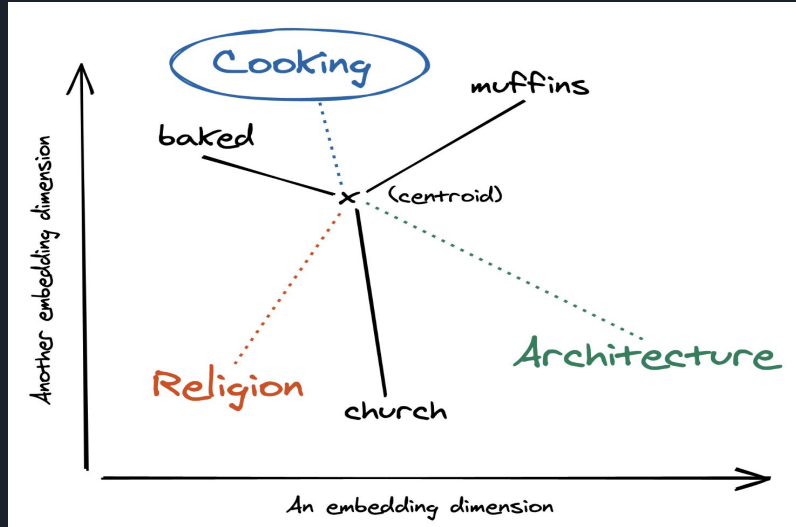 Cooking
muffins
baked
(centroid)
Another embedding dimension
Religion
Architecture
church
An embedding dimension